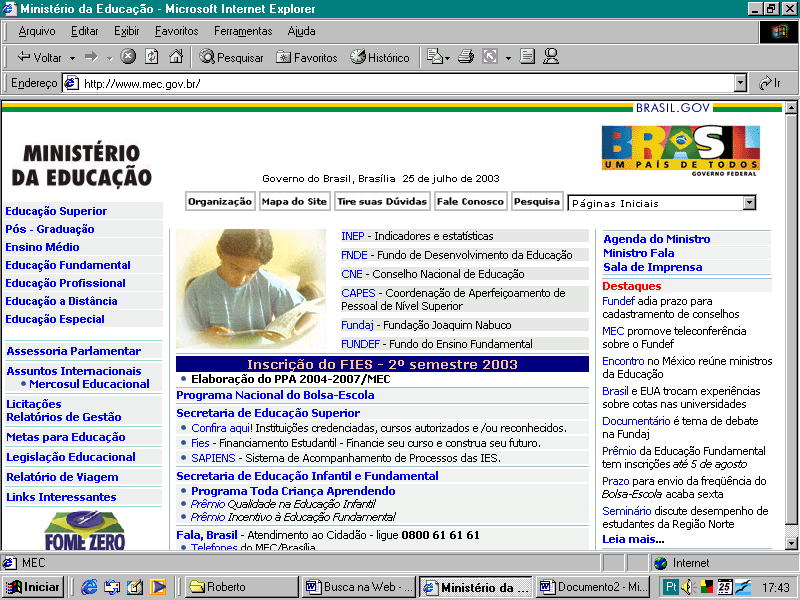 Ministério da Educação - Microsoft Internet Explorer
Arquivo Editar Exibir Favoritos Ferramentas Ajuda
Voltar Pesquisar Favoritos Histórico
Endereço http://www.mec.gov.br/ Ir
BRASIL.GOV
MINISTÉRIO
DA EDUCAÇÃO
BRASIL
UM PAÍS DE TODOS
GOVERNO FEDERAL
Governo do Brasil, Brasília 25 de julho de 2003
Organização Mapa do Site Tire suas Dúvidas Fale Conosco Pesquisa Páginas Iniciais
Educação Superior
Pós - Graduação
Ensino Médio
Educação Fundamental
Educação Profissional
Educação a Distância
Educação Especial
Assessoria Parlamentar
Assuntos Internacionais
• Mercosul Educacional
Licitações
Relatórios de Gestão
Metas para Educação
Legislação Educacional
Relatório de Viagem
Links Interessantes
FOME ZERO
INEP - Indicadores e estatísticas
FNDE - Fundo de Desenvolvimento da Educação
CNE - Conselho Nacional de Educação
CAPES - Coordenação de Aperfeiçoamento de
Pessoal de Nível Superior
Fundaj - Fundação Joaquim Nabuco
FUNDEF - Fundo do Ensino Fundamental
Inscrição do FIES - 2º semestre 2003
• Elaboração do PPA 2004-2007/MEC
Programa Nacional do Bolsa-Escola
Secretaria de Educação Superior
• Confira aqui! Instituições credenciadas, cursos autorizados e /ou reconhecidos.
• Fies - Financiamento Estudantil - Financie seu curso e construa seu futuro.
• SAPIENS - Sistema de Acompanhamento de Processos das IES.
Secretaria de Educação Infantil e Fundamental
• Programa Toda Criança Aprendendo
• Prêmio Qualidade na Educação Infantil
• Prêmio Incentivo à Educação Fundamental
Fala, Brasil - Atendimento ao Cidadão - ligue 0800 61 61 61
• Telefones do MEC/Brasília
Agenda do Ministro
Ministro Fala
Sala de Imprensa
Destaques
Fundef adia prazo para
cadastramento de conselhos
MEC promove teleconferência
sobre o Fundef
Encontro no México reúne ministros
da Educação
Brasil e EUA trocam experiências
sobre cotas nas universidades
Documentário é tema de debate
na Fundaj
Prêmio da Educação Fundamental
tem inscrições até 5 de agosto
Prazo para envio da freqüência do
Bolsa-Escola acaba sexta
Seminário discute desempenho de
estudantes da Região Norte
Leia mais...
MEC Internet
Iniciar Roberto Busca na Web - ... Ministério da ... Documento2 - Mi... Pt 25 17:43